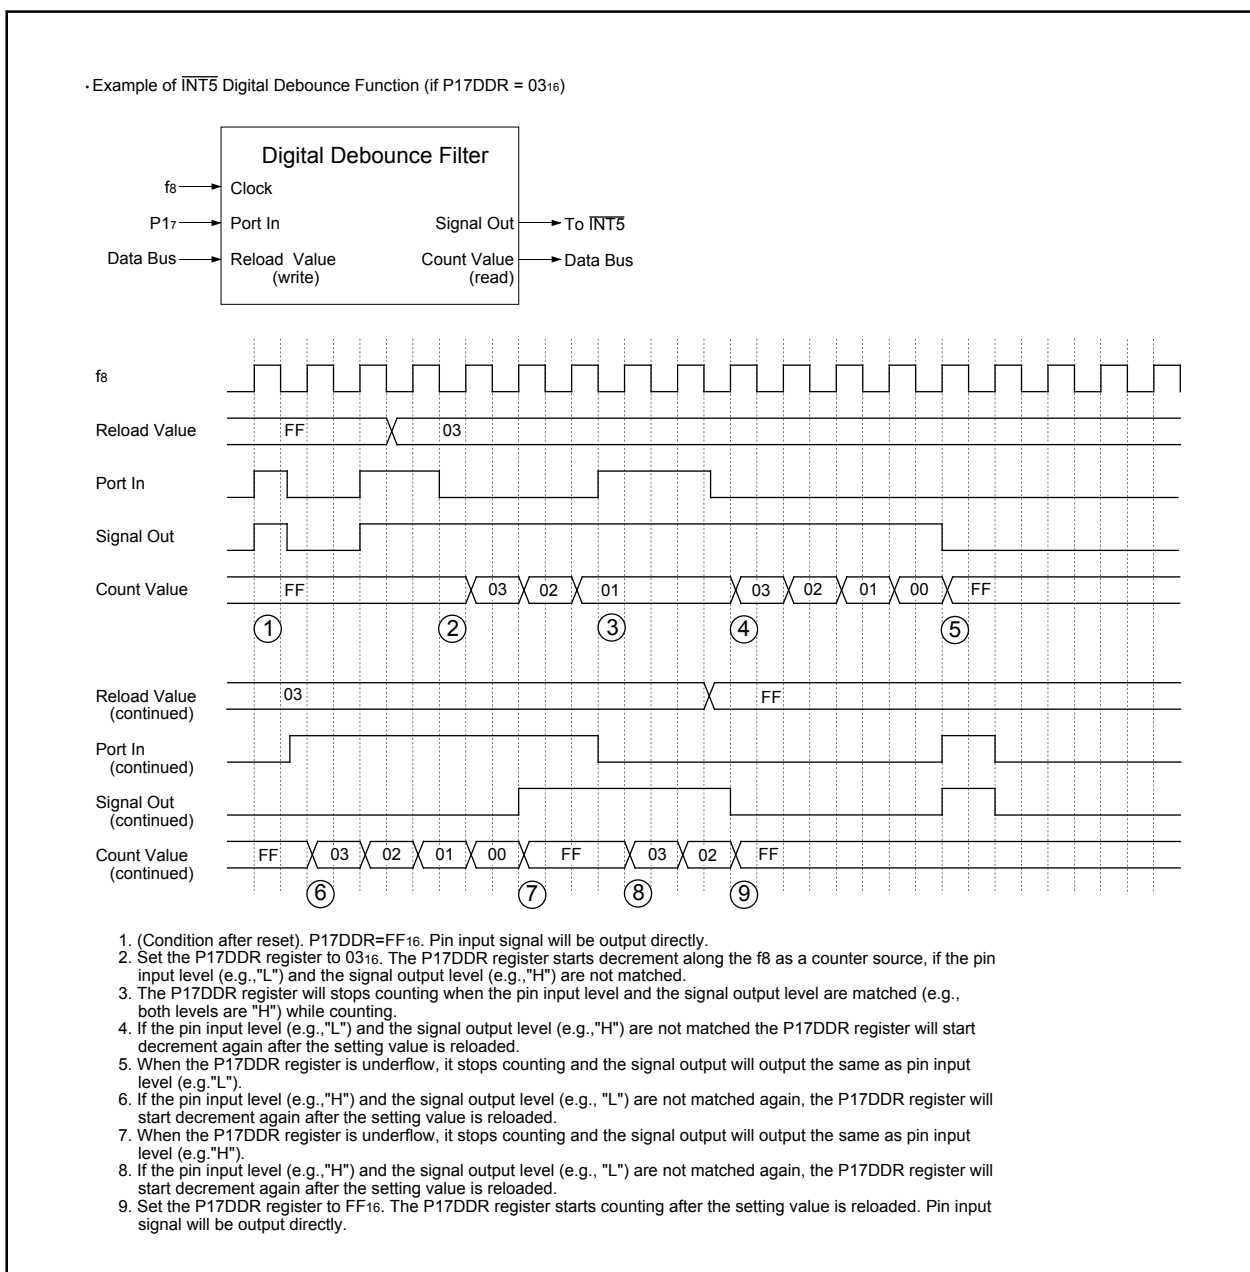 • Example of INT5 Digital Debounce Function (if P17DDR = 0316)
Digital Debounce Filter
f8
Clock
P17
Port In
Signal Out
To INT5
Data Bus
Reload Value
(write)
Count Value
(read)
Data Bus
f8
Reload Value
FF
03
Port In
Signal Out
Count Value
FF
03
02
01
03
02
01
00
FF
1
2
3
4
5
Reload Value
(continued)
03
FF
Port In
(continued)
Signal Out
(continued)
Count Value
(continued)
FF
03
02
01
00
FF
03
02
FF
6
7
8
9
1. (Condition after reset). P17DDR=FF16. Pin input signal will be output directly.
2. Set the P17DDR register to 0316. The P17DDR register starts decrement along the f8 as a counter source, if the pin
input level (e.g.,"L") and the signal output level (e.g.,"H") are not matched.
3. The P17DDR register will stops counting when the pin input level and the signal output level are matched (e.g.,
both levels are "H") while counting.
4. If the pin input level (e.g.,"L") and the signal output level (e.g.,"H") are not matched the P17DDR register will start
decrement again after the setting value is reloaded.
5. When the P17DDR register is underflow, it stops counting and the signal output will output the same as pin input
level (e.g."L").
6. If the pin input level (e.g.,"H") and the signal output level (e.g., "L") are not matched again, the P17DDR register will
start decrement again after the setting value is reloaded.
7. When the P17DDR register is underflow, it stops counting and the signal output will output the same as pin input
level (e.g."H").
8. If the pin input level (e.g.,"H") and the signal output level (e.g., "L") are not matched again, the P17DDR register will
start decrement again after the setting value is reloaded.
9. Set the P17DDR register to FF16. The P17DDR register starts counting after the setting value is reloaded. Pin input
signal will be output directly.